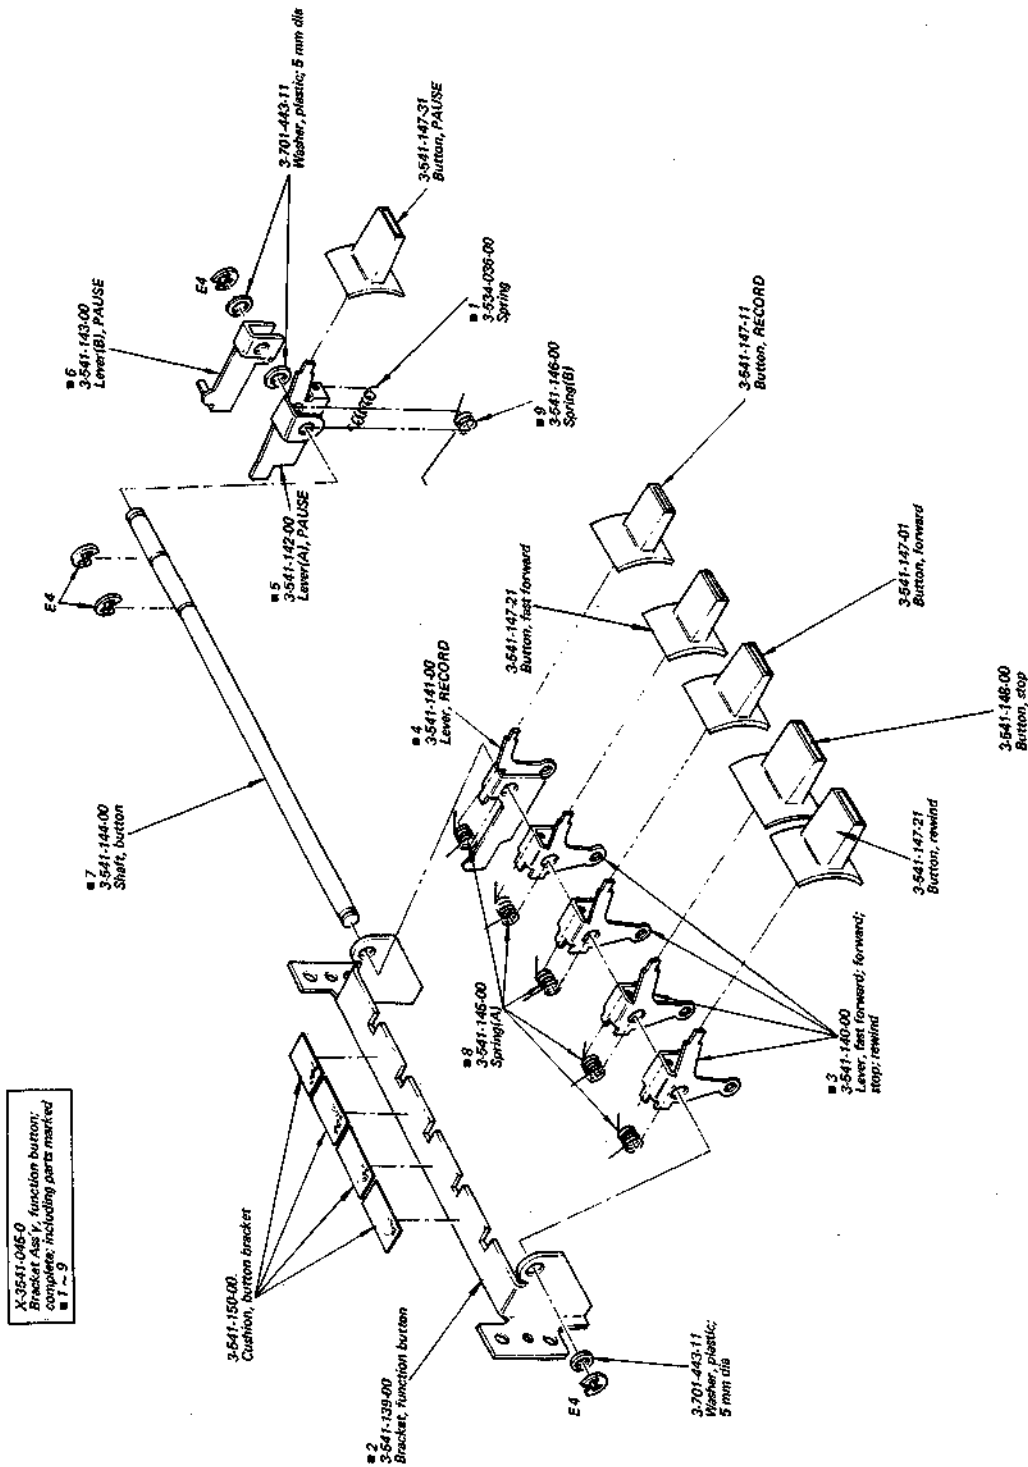 X-3541-045-0
Bracket Ass'y, function button;
complete; including parts marked
■ 1 ~ 9
3-541-150-00
Cushion, button bracket
■ 2
3-541-139-00
Bracket, function button
E4
3-701-443-11
Washer, plastic;
5 mm dia
■ 7
3-541-144-00
Shaft, button
E4
■ 8
3-541-145-00
Spring(A)
■ 3
3-541-140-00
Lever, fast forward; forward;
stop; rewind
■ 4
3-541-141-00
Lever, RECORD
■ 5
3-541-142-00
Lever(A), PAUSE
■ 6
3-541-143-00
Lever(B), PAUSE
E4
3-701-443-11
Washer, plastic; 5 mm dia
3-541-147-31
Button, PAUSE
■ 1
3-534-036-00
Spring
■ 9
3-541-146-00
Spring(B)
3-541-147-11
Button, RECORD
3-541-147-21
Button, fast forward
3-541-147-01
Button, forward
3-541-148-00
Button, stop
3-541-147-21
Button, rewind